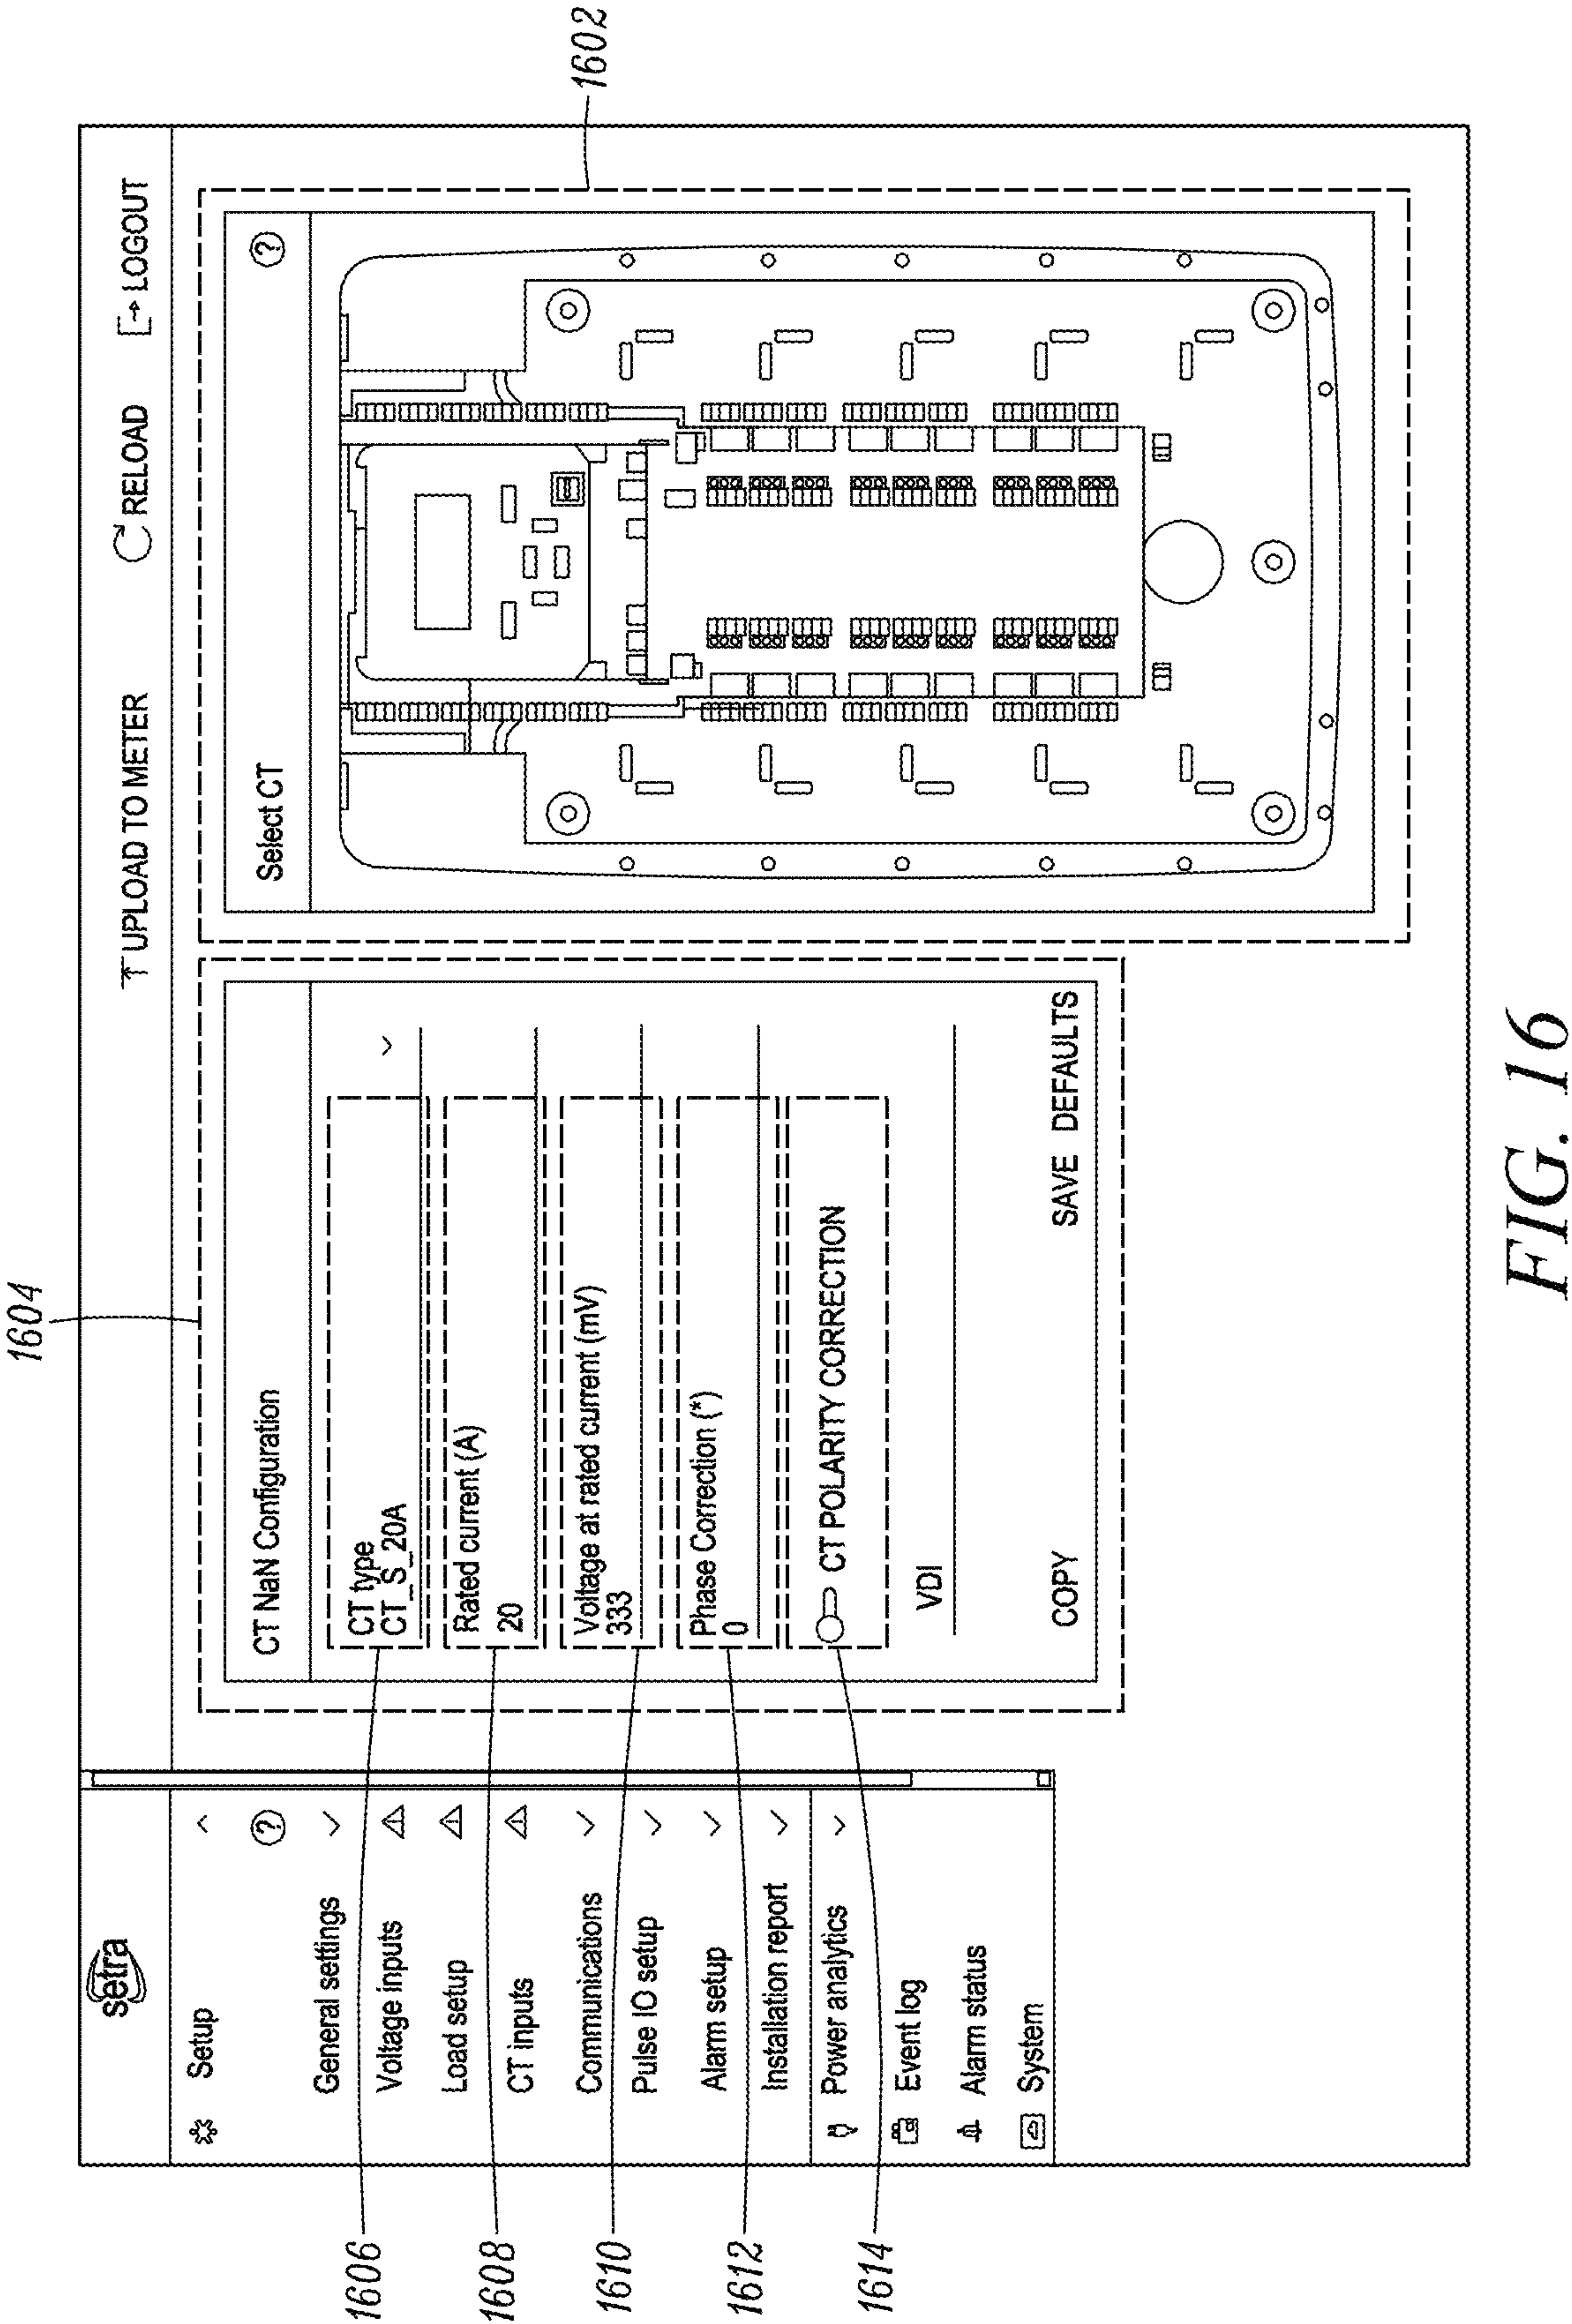 setra
UPLOAD TO METER
RELOAD
LOGOUT
Setup
General settings
Voltage inputs
Load setup
CT inputs
Communications
Pulse IO setup
Alarm setup
Installation report
Power analytics
Event log
Alarm status
System
1604
CT NaN Configuration
CT type
CT_S_20A
Rated current (A)
20
Voltage at rated current (mV)
333
Phase Correction (*)
0
CT POLARITY CORRECTION
VDI
COPY
SAVE DEFAULTS
Select CT
?
?
1602
1606
1608
1610
1612
1614
FIG. 16